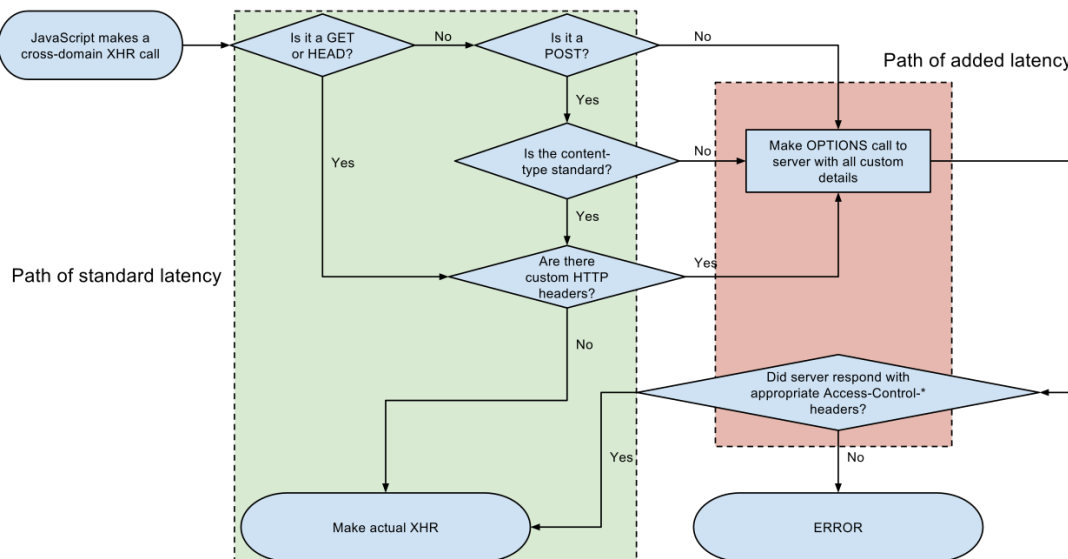 JavaScript makes a
cross-domain XHR call
Is it a GET
or HEAD?
No
Is it a
POST?
No
Path of added latency
Yes
Make OPTIONS call to
server with all custom
details
Is the content-
type standard?
No
Yes
Yes
Path of standard latency
Are there
custom HTTP
headers?
Yes
No
Did server respond with
appropriate Access-Control-*
headers?
Yes
No
Make actual XHR
ERROR